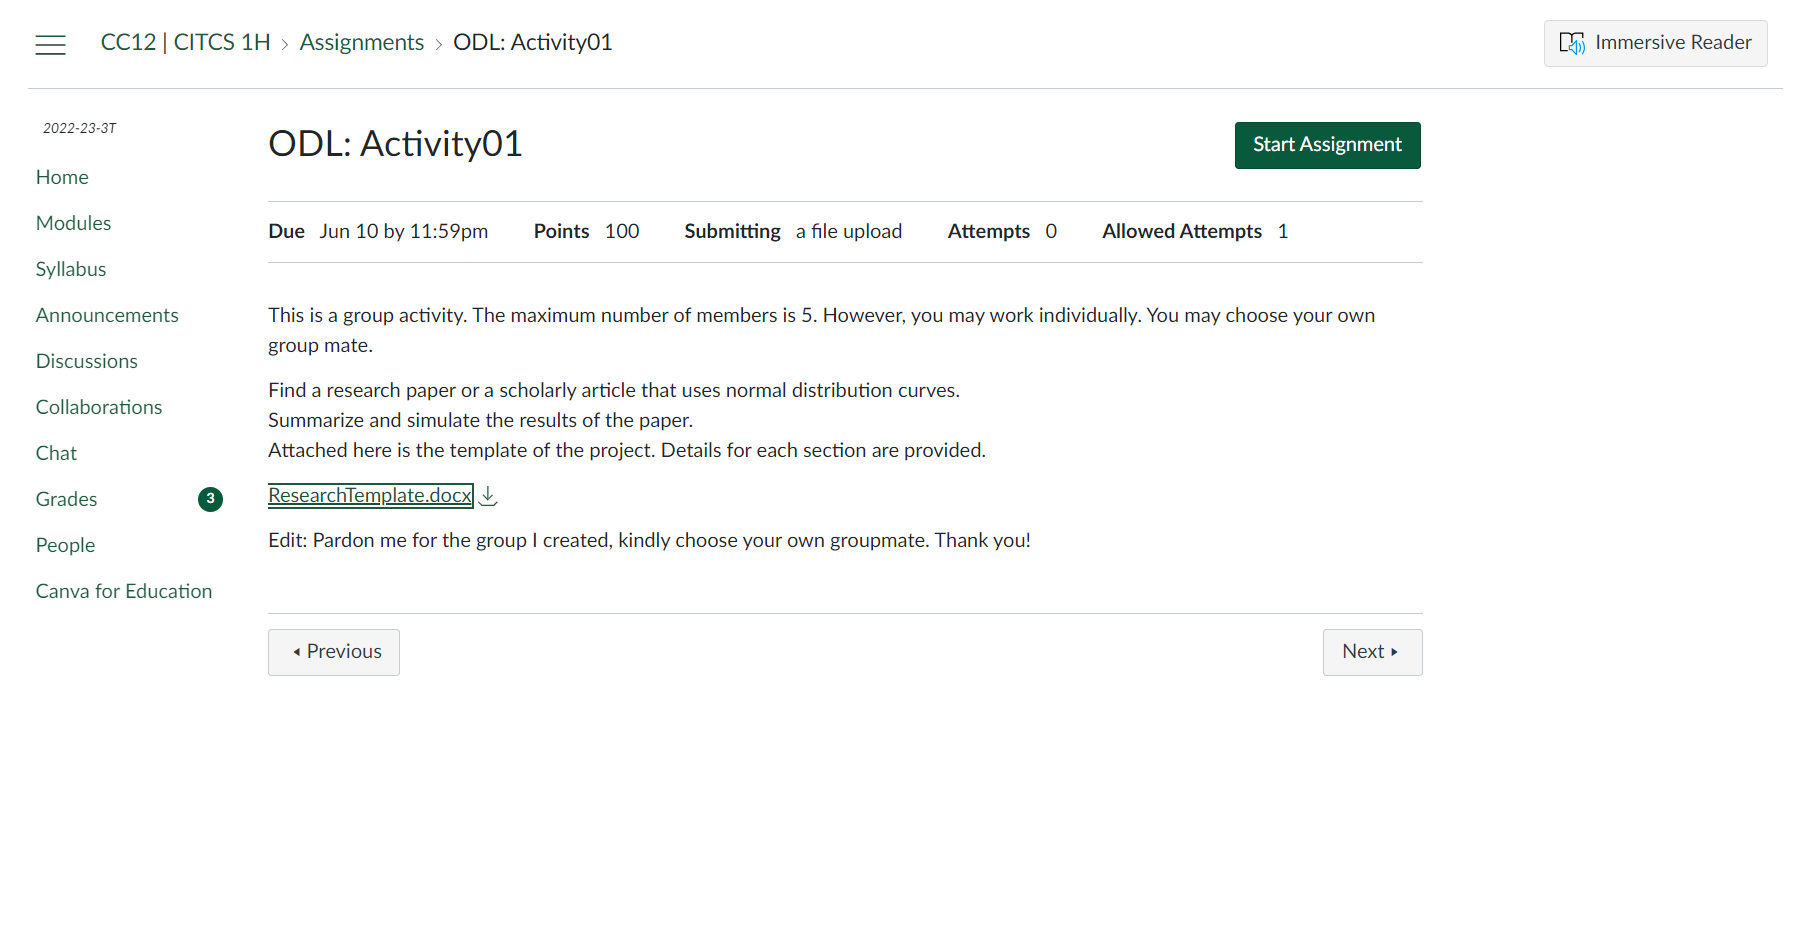 CC12 | CITCS 1H › Assignments › ODL: Activity01
Immersive Reader
2022-23-3T
Home
Modules
Syllabus
Announcements
Discussions
Collaborations
Chat
Grades 3
People
Canva for Education
ODL: Activity01
Start Assignment
Due Jun 10 by 11:59pm Points 100 Submitting a file upload Attempts 0 Allowed Attempts 1
This is a group activity. The maximum number of members is 5. However, you may work individually. You may choose your own
group mate.
Find a research paper or a scholarly article that uses normal distribution curves.
Summarize and simulate the results of the paper.
Attached here is the template of the project. Details for each section are provided.
ResearchTemplate.docx
Edit: Pardon me for the group I created, kindly choose your own groupmate. Thank you!
Previous
Next